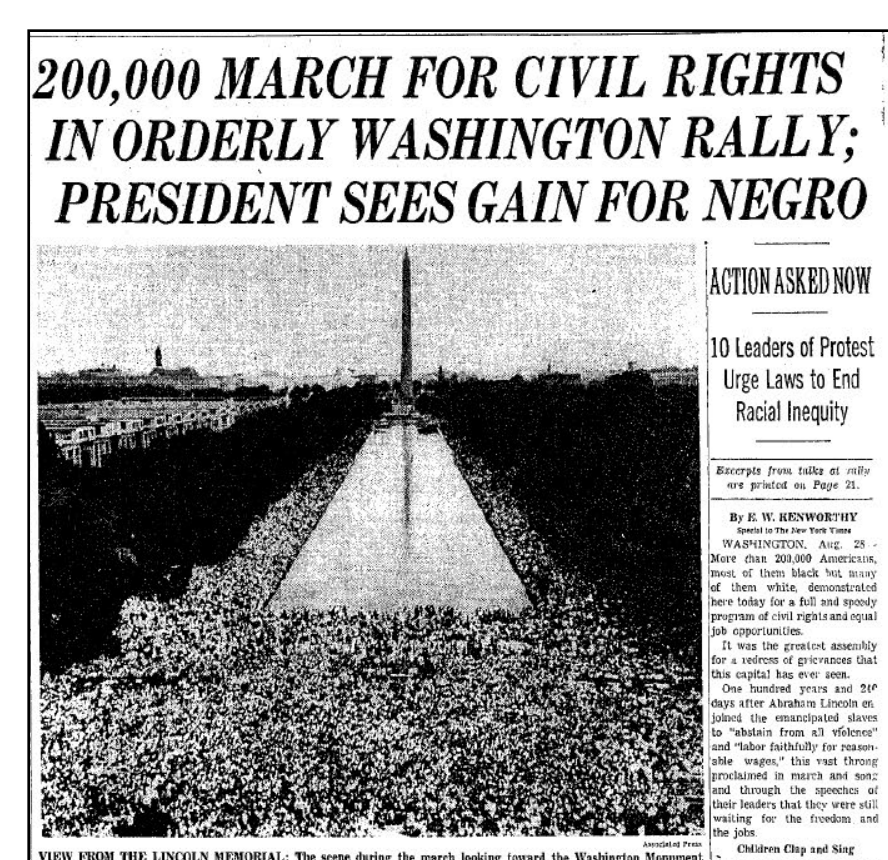 200,000 MARCH FOR CIVIL RIGHTS
IN ORDERLY WASHINGTON RALLY;
PRESIDENT SEES GAIN FOR NEGRO
ACTION ASKED NOW
10 Leaders of Protest
Urge Laws to End
Racial Inequity
Excerpts from talks at rally
are printed on Page 21.
By E. W. KENWORTHY
Special to The New York Times
WASHINGTON, Aug. 28 -
More than 200,000 Americans,
most of them black but many
of them white, demonstrated
here today for a full and speedy
program of civil rights and equal
job opportunities.
It was the greatest assembly
for a redress of grievances that
this capital has ever seen.
One hundred years and
days after Abraham Lincoln en-
joined the emancipated slaves
to "abstain from all violence"
and "labor faithfully for reason-
able wages," this vast throng
proclaimed in march and song
and through the speeches of
their leaders that they were still
waiting for the freedom and
the jobs.
Children Clap and Sing
Associated Press
VIEW FROM THE LINCOLN MEMORIAL: The scene during the march looking toward the Washington Monument